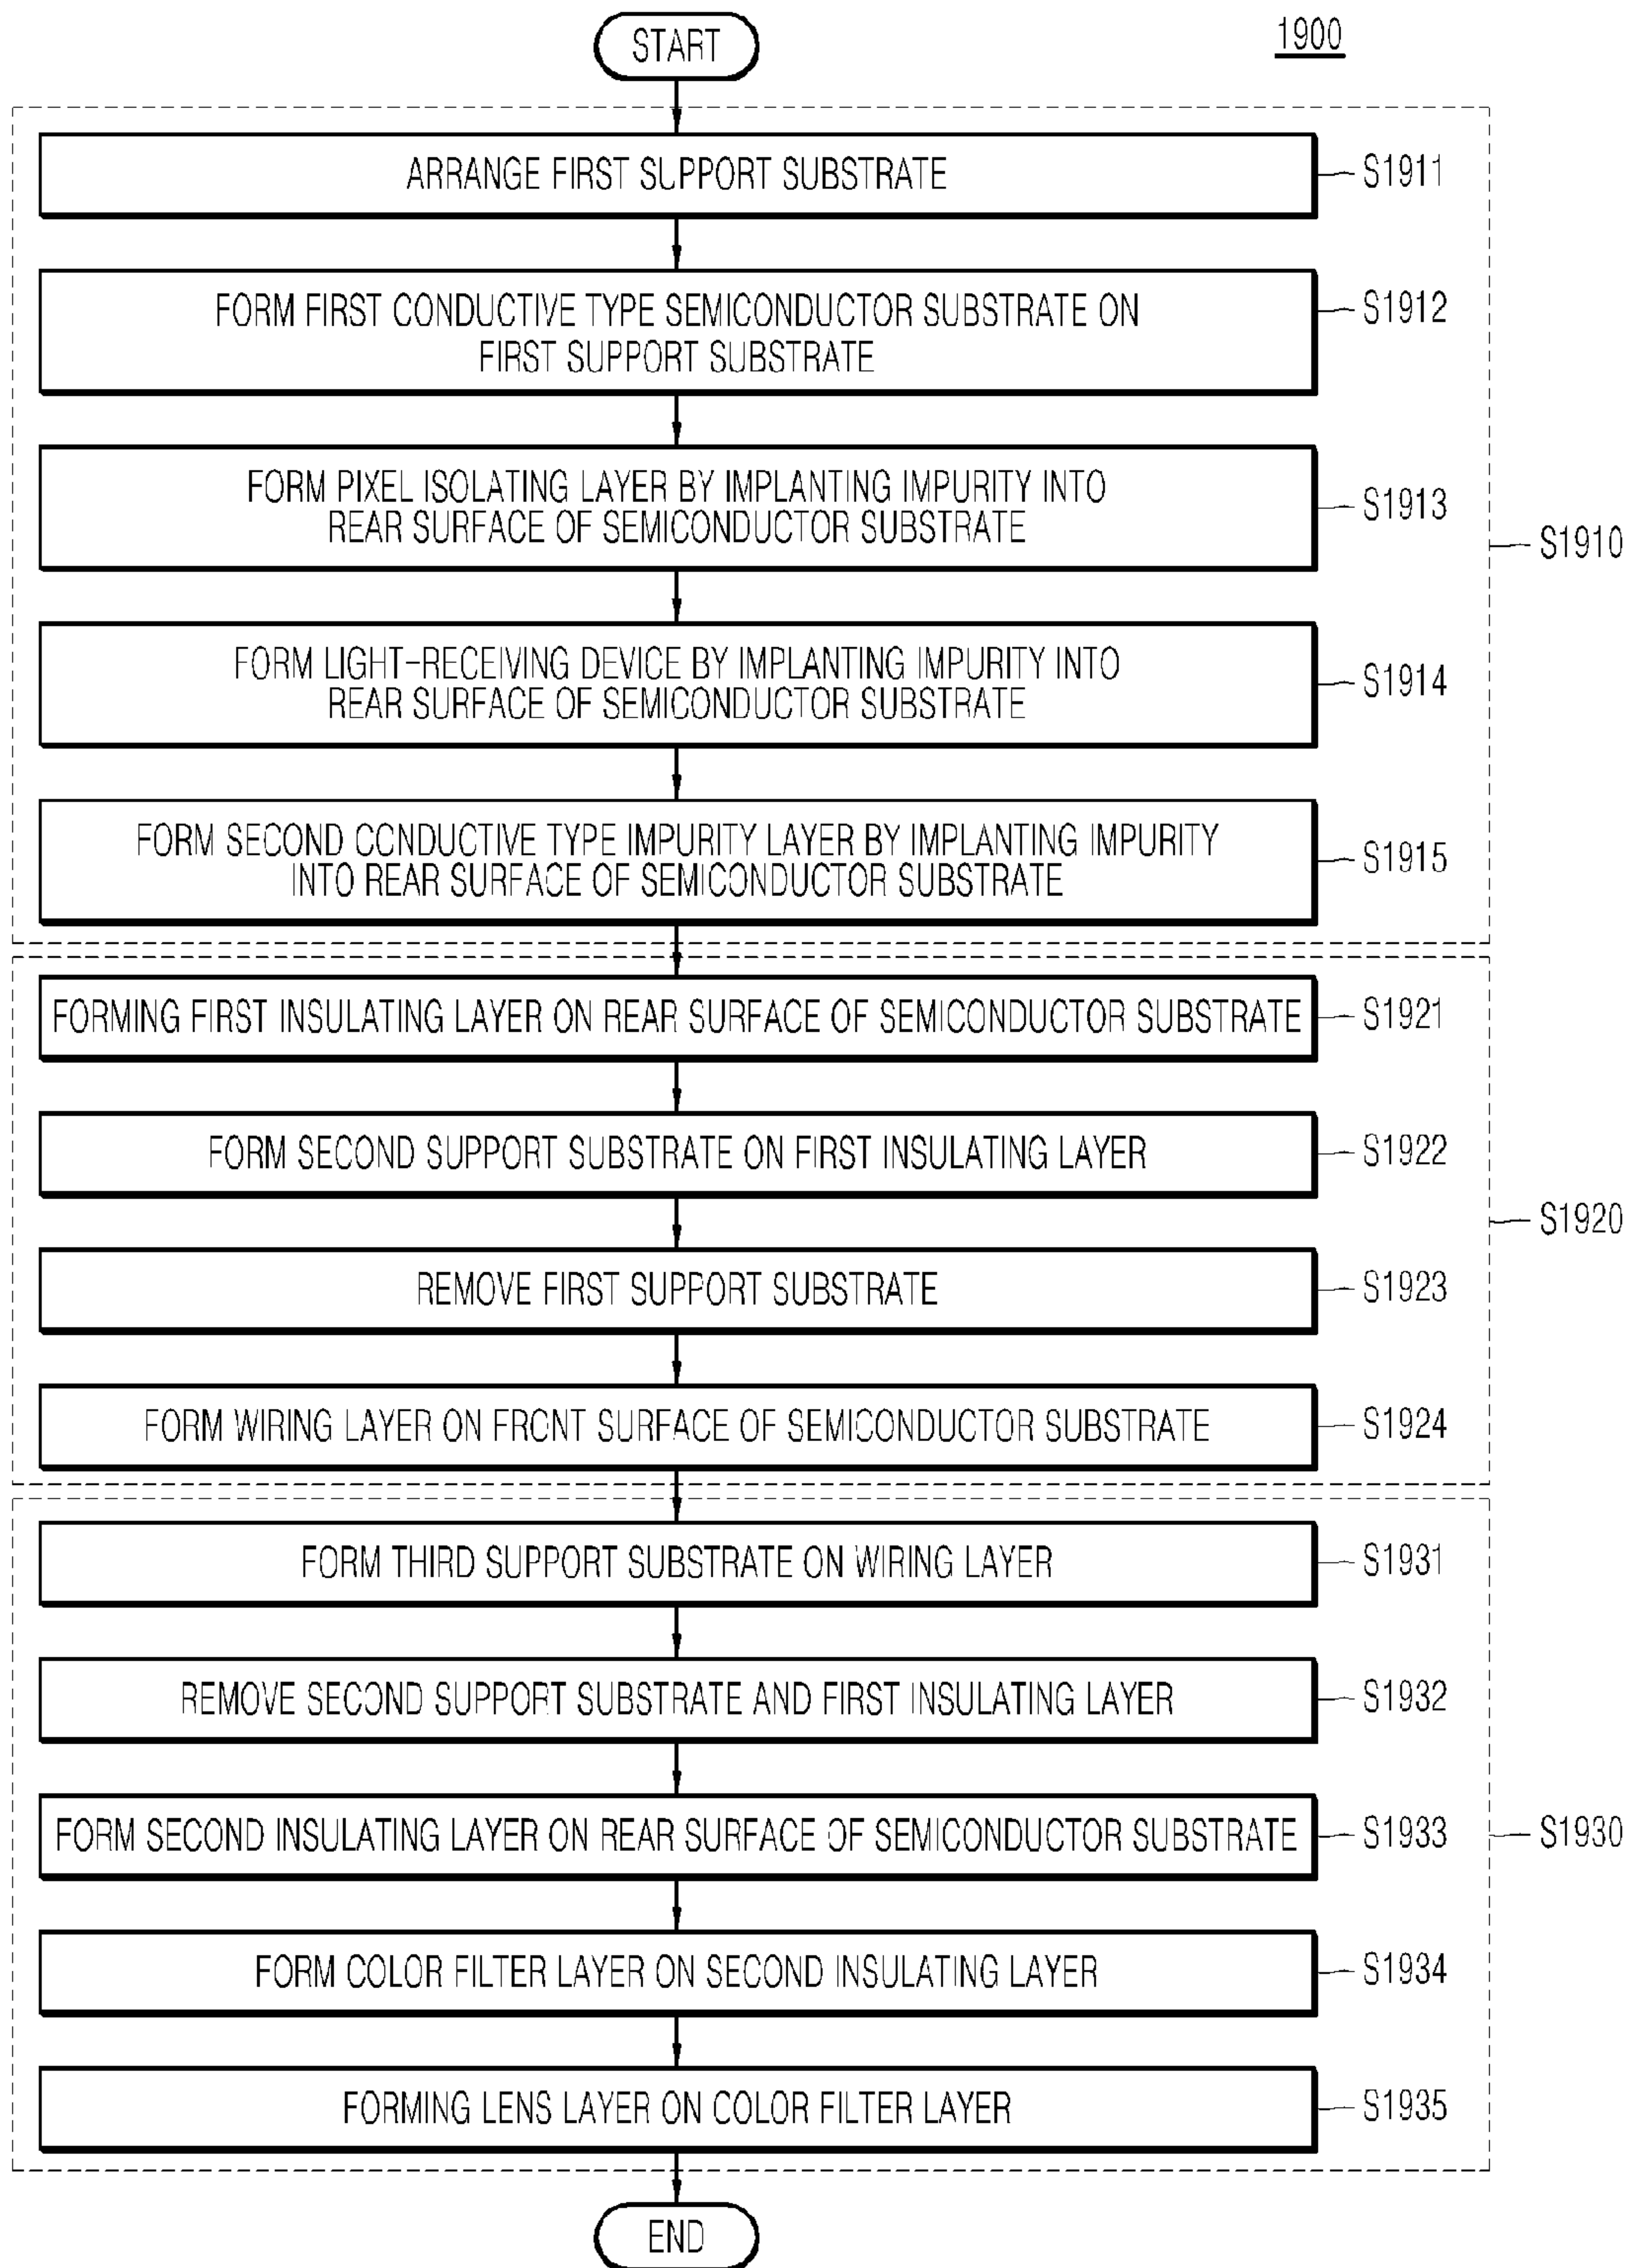 START
1900
ARRANGE FIRST SUPPORT SUBSTRATE
S1911
FORM FIRST CONDUCTIVE TYPE SEMICONDUCTOR SUBSTRATE ON
FIRST SUPPORT SUBSTRATE
S1912
FORM PIXEL ISOLATING LAYER BY IMPLANTING IMPURITY INTO
REAR SURFACE OF SEMICONDUCTOR SUBSTRATE
S1913
S1910
FORM LIGHT-RECEIVING DEVICE BY IMPLANTING IMPURITY INTO
REAR SURFACE OF SEMICONDUCTOR SUBSTRATE
S1914
FORM SECOND CONDUCTIVE TYPE IMPURITY LAYER BY IMPLANTING IMPURITY
INTO REAR SURFACE OF SEMICONDUCTOR SUBSTRATE
S1915
FORMING FIRST INSULATING LAYER ON REAR SURFACE OF SEMICONDUCTOR SUBSTRATE
S1921
FORM SECOND SUPPORT SUBSTRATE ON FIRST INSULATING LAYER
S1922
S1920
REMOVE FIRST SUPPORT SUBSTRATE
S1923
FORM WIRING LAYER ON FRONT SURFACE OF SEMICONDUCTOR SUBSTRATE
S1924
FORM THIRD SUPPORT SUBSTRATE ON WIRING LAYER
S1931
REMOVE SECOND SUPPORT SUBSTRATE AND FIRST INSULATING LAYER
S1932
FORM SECOND INSULATING LAYER ON REAR SURFACE OF SEMICONDUCTOR SUBSTRATE
S1933
S1930
FORM COLOR FILTER LAYER ON SECOND INSULATING LAYER
S1934
FORMING LENS LAYER ON COLOR FILTER LAYER
S1935
END